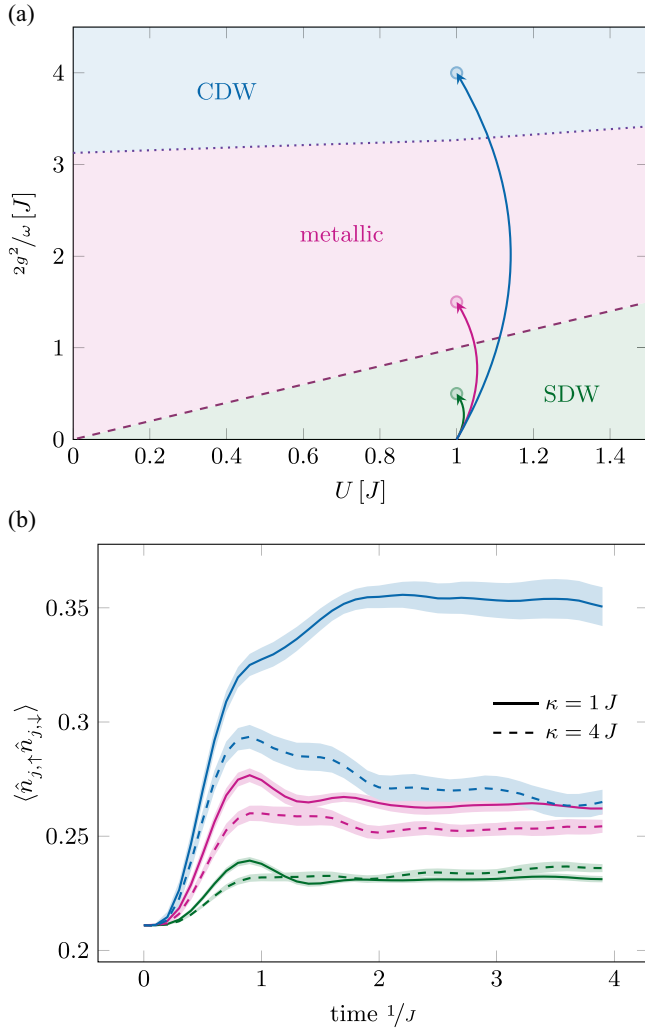 (a)
4
3
2
1
0
2g²/ω [J]
CDW
metallic
SDW
0 0.2 0.4 0.6 0.8 1 1.2 1.4
U [J]
(b)
0.35
0.3
0.25
0.2
⟨n̂j,↑n̂j,↓⟩
κ = 1 J
κ = 4 J
0 1 2 3 4
time 1/J